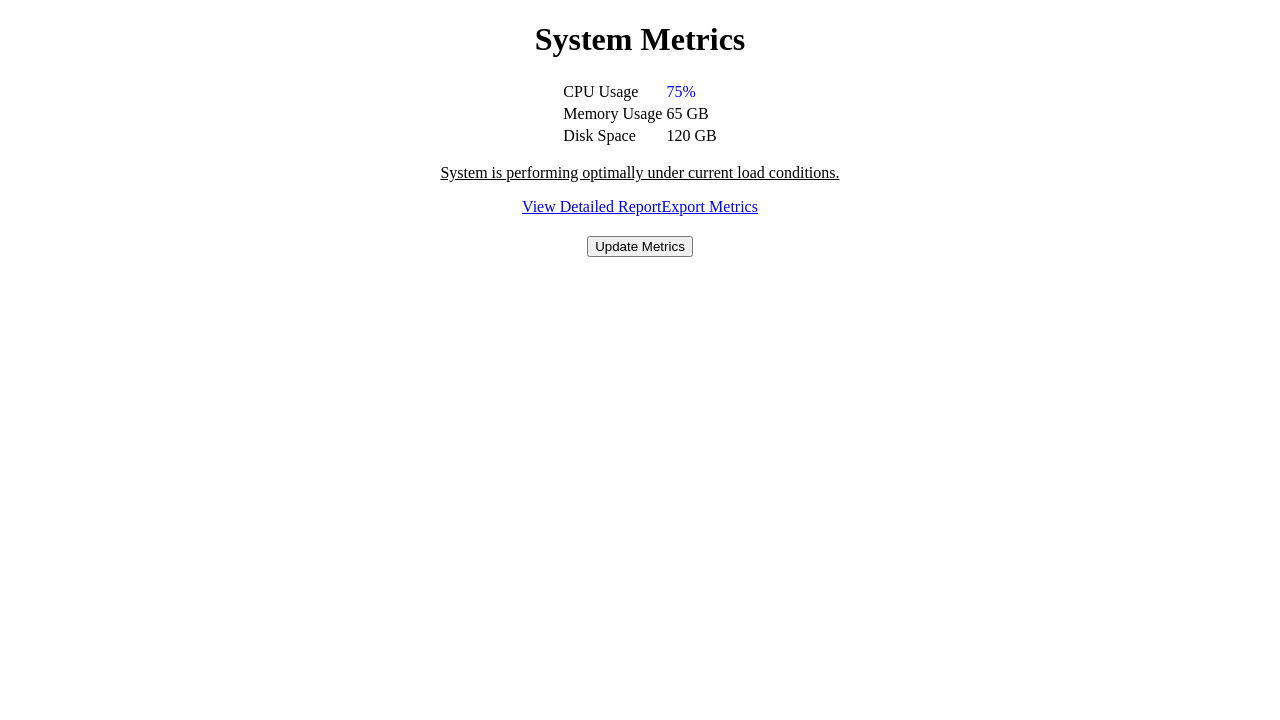 System Metrics
CPU Usage 75%
Memory Usage 65 GB
Disk Space 120 GB
System is performing optimally under current load conditions.
View Detailed ReportExport Metrics
Update Metrics